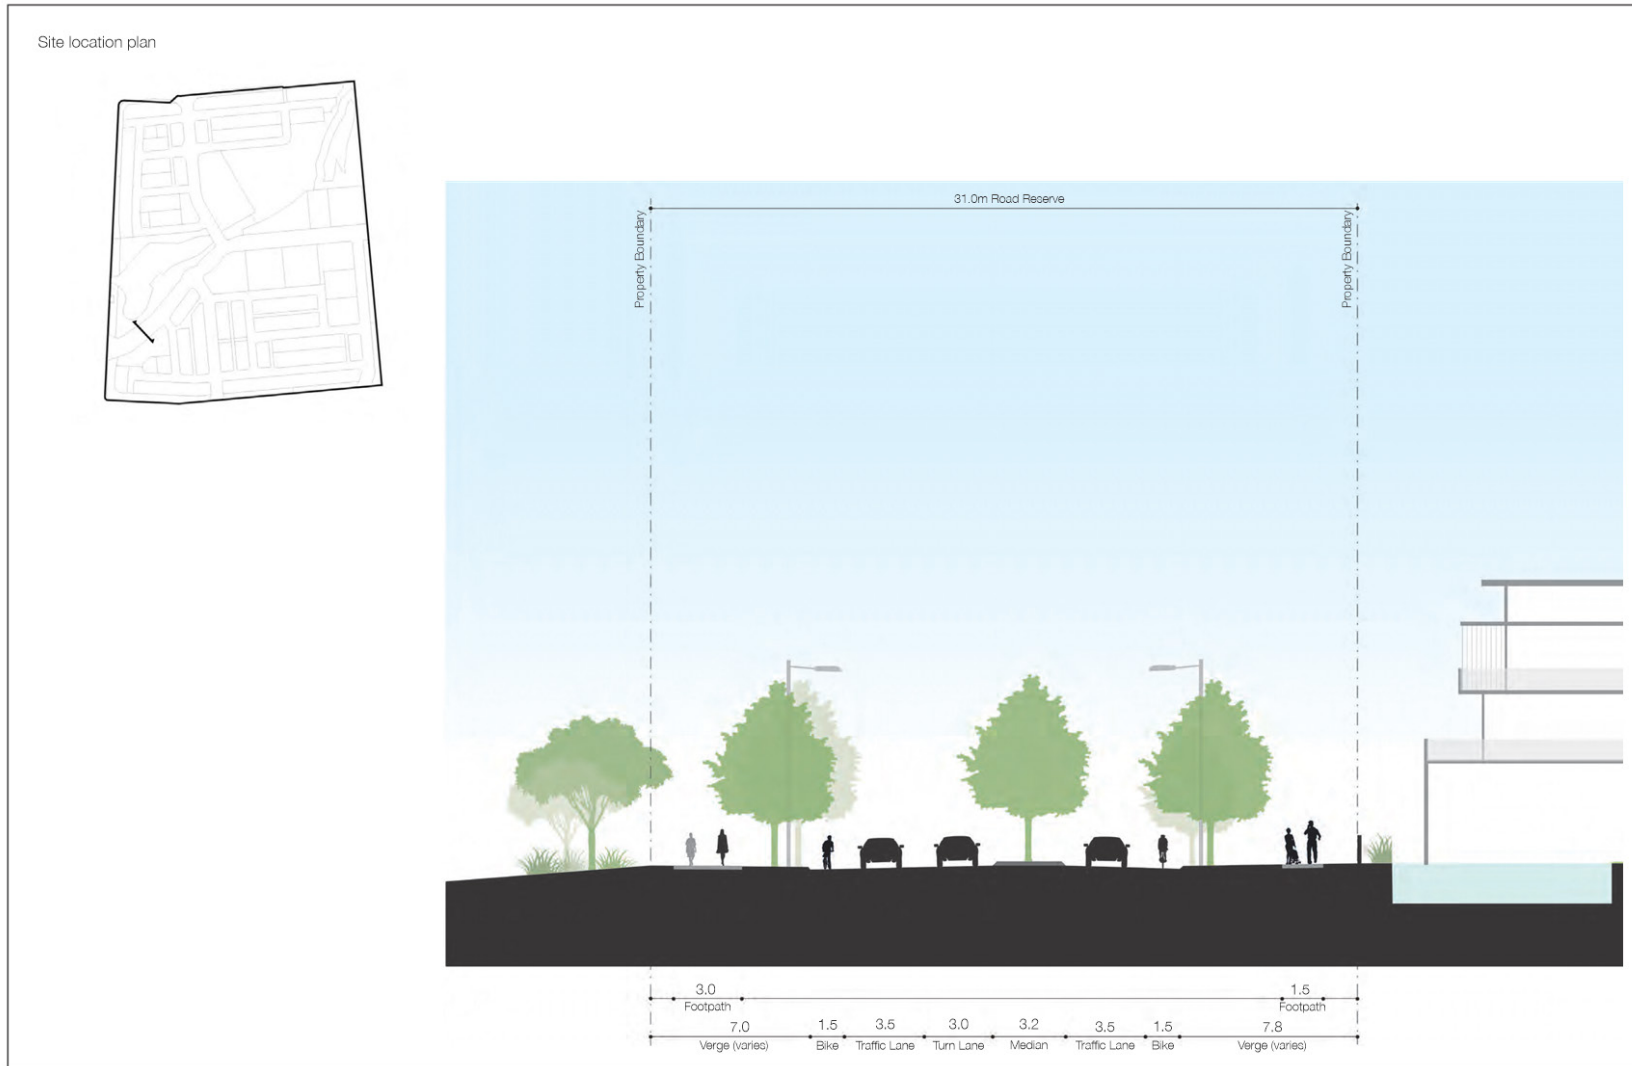 Site location plan
31.0m Road Reserve
Property Boundary
Property Boundary
3.0
1.5
Footpath
Footpath
7.0 1.5 3.5 3.0 3.2 3.5 1.5 7.8
Verge (varies) Bike Traffic Lane Turn Lane Median Traffic Lane Bike Verge (varies)